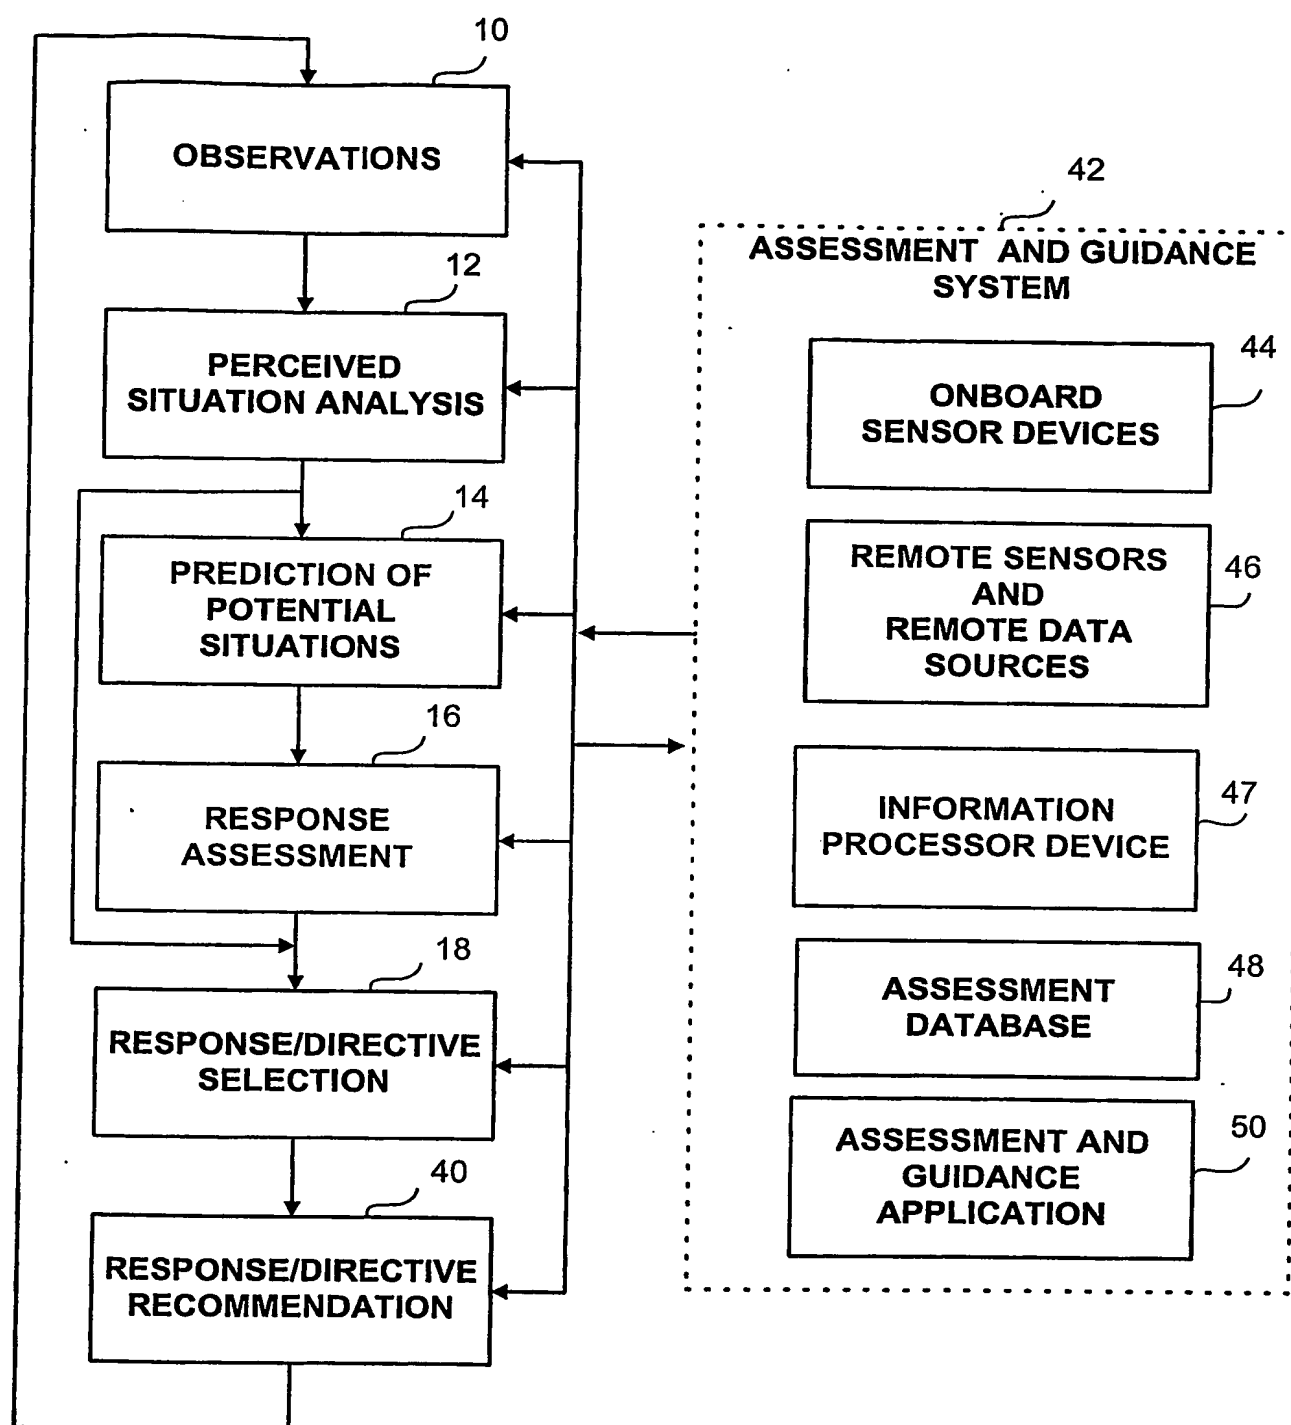 10
OBSERVATIONS
12
PERCEIVED
SITUATION ANALYSIS
14
PREDICTION OF
POTENTIAL
SITUATIONS
16
RESPONSE
ASSESSMENT
18
RESPONSE/DIRECTIVE
SELECTION
40
RESPONSE/DIRECTIVE
RECOMMENDATION
42
ASSESSMENT AND GUIDANCE
SYSTEM
44
ONBOARD
SENSOR DEVICES
REMOTE SENSORS
AND
REMOTE DATA
SOURCES
46
INFORMATION
PROCESSOR DEVICE
47
ASSESSMENT
DATABASE
48
ASSESSMENT AND
GUIDANCE
APPLICATION
50